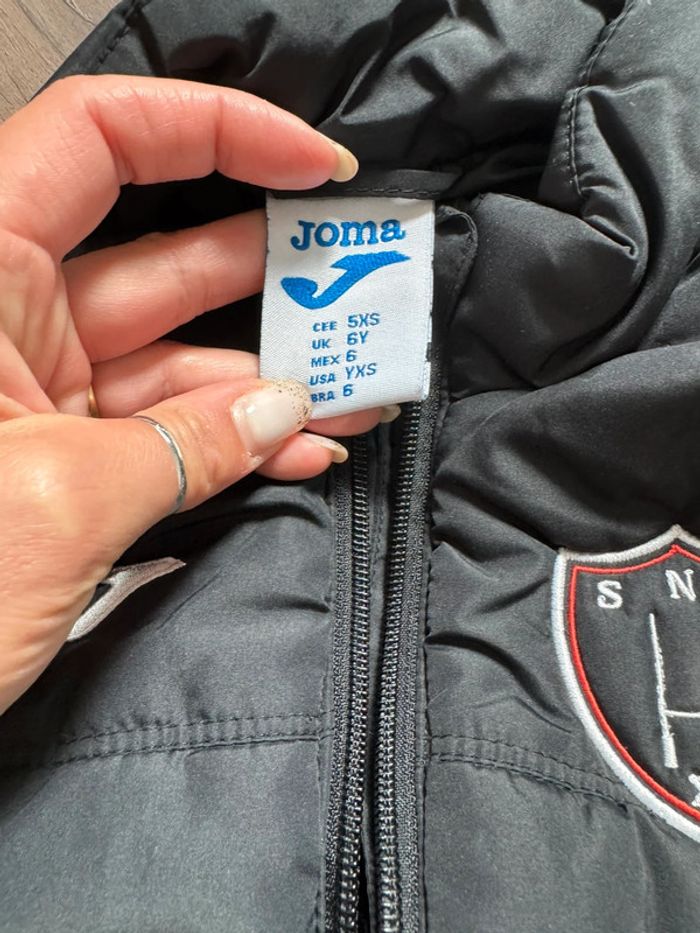 Joma
CEE 5XS
UK 6Y
MEX 6
USA YXS
BRA 6
S N